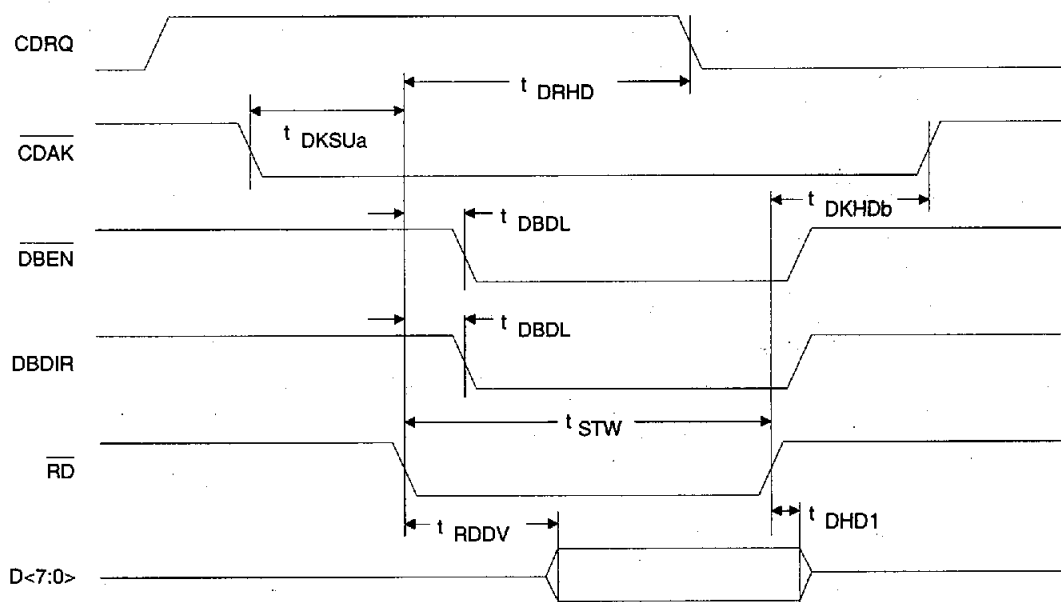 CDRQ
t DRHD
t DKSUa
CDAK
t DKHDb
t DBDL
DBEN
t DBDL
DBDIR
t STW
RD
t DHD1
t RDDV
D<7:0>